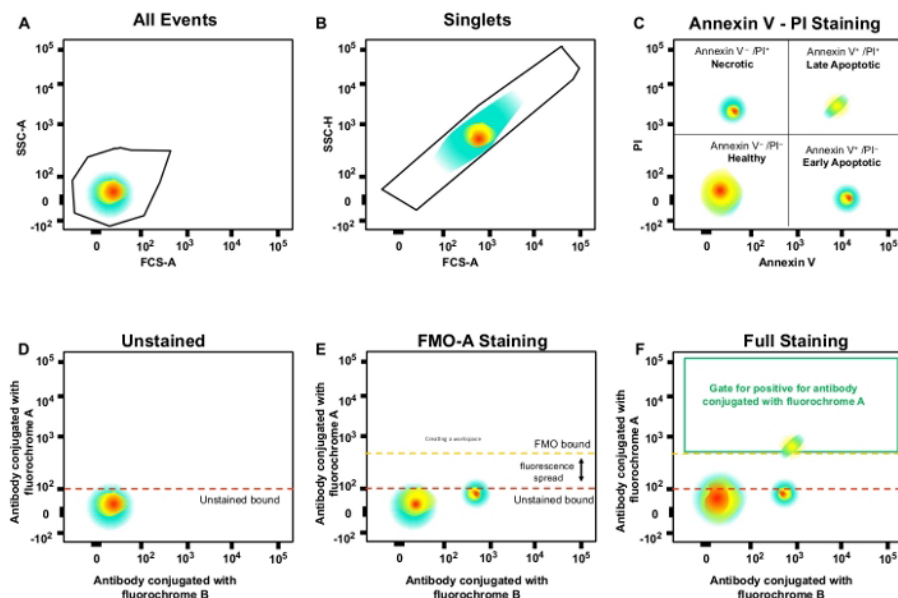 A
All Events
SSC-A
10⁵
10⁴
10³
10²
0
-10²
0
10²
10³
10⁴
10⁵
FCS-A
B
Singlets
SSC-H
10⁵
10⁴
10³
10²
0
-10²
0
10²
10³
10⁴
10⁵
FCS-A
C
Annexin V - PI Staining
PI
10⁵
10⁴
10³
10²
0
-10²
Annexin V⁻ /PI⁺
Necrotic
Annexin V⁺ /PI⁺
Late Apoptotic
Annexin V⁻ /PI⁻
Healthy
Annexin V⁺ /PI⁻
Early Apoptotic
0
10²
10³
10⁴
10⁵
Annexin V
D
Unstained
Antibody conjugated with
fluorochrome A
10⁵
10⁴
10³
10²
0
-10²
Unstained bound
0
10²
10³
10⁴
10⁵
Antibody conjugated with
fluorochrome B
E
FMO-A Staining
Antibody conjugated with
fluorochrome A
10⁵
10⁴
10³
10²
0
-10²
Creating a workspace
FMO bound
fluorescence
spread
Unstained bound
0
10²
10³
10⁴
10⁵
Antibody conjugated with
fluorochrome B
F
Full Staining
Antibody conjugated with
fluorochrome A
10⁵
10⁴
10³
10²
0
-10²
Gate for positive for antibody
conjugated with fluorochrome A
0
10²
10³
10⁴
10⁵
Antibody conjugated with
fluorochrome B